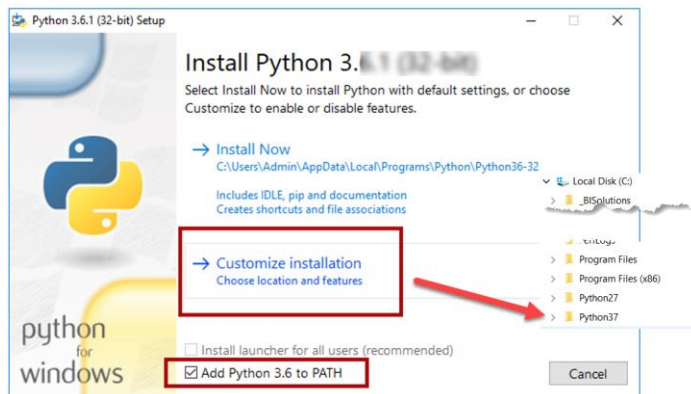 Python 3.6.1 (32-bit) Setup
Install Python 3.
Select Install Now to install Python with default settings, or choose
Customize to enable or disable features.
Install Now
C:\Users\Admin\AppData\Local\Programs\Python\Python36-32
Includes IDLE, pip and documentation
Creates shortcuts and file associations
Customize installation
Choose location and features
Install launcher for all users (recommended)
Add Python 3.6 to PATH
Cancel
python
for
windows
Local Disk (C:)
_BISolutions
Program Files
Program Files (x86)
Python27
Python37